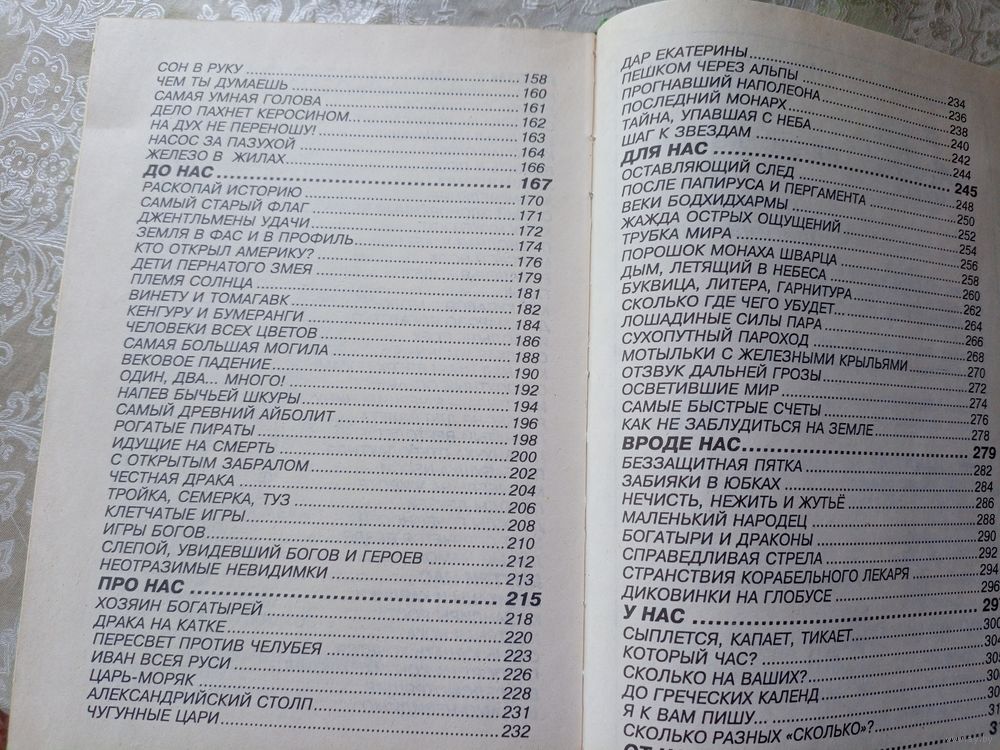 СОН В РУКУ ... 158
ЧЕМ ТЫ ДУМАЕШЬ ... 160
САМАЯ УМНАЯ ГОЛОВА ... 161
ДЕЛО ПАХНЕТ КЕРОСИНОМ ... 162
НА ДУХ НЕ ПЕРЕНОШУ! ... 163
НАСОС ЗА ПАЗУХОЙ ... 164
ЖЕЛЕЗО В ЖИЛАХ ... 166
ДО НАС ... 167
РАСКОПАЙ ИСТОРИЮ ... 170
САМЫЙ СТАРЫЙ ФЛАГ ... 171
ДЖЕНТЛЬМЕНЫ УДАЧИ ... 172
ЗЕМЛЯ В ФАС И В ПРОФИЛЬ ... 174
КТО ОТКРЫЛ АМЕРИКУ? ... 176
ДЕТИ ПЕРНАТОГО ЗМЕЯ ... 179
ПЛЕМЯ СОЛНЦА ... 181
ВИНЕТУ И ТОМАГАВК ... 182
КЕНГУРУ И БУМЕРАНГИ ... 184
ЧЕЛОВЕКИ ВСЕХ ЦВЕТОВ ... 186
САМАЯ БОЛЬШАЯ МОГИЛА ... 188
ВЕКОВОЕ ПАДЕНИЕ ... 190
ОДИН, ДВА... МНОГО! ... 192
НАПЕВ БЫЧЬЕЙ ШКУРЫ ... 194
САМЫЙ ДРЕВНИЙ АЙБОЛИТ ... 196
РОГАТЫЕ ПИРАТЫ ... 198
ИДУЩИЕ НА СМЕРТЬ ... 200
С ОТКРЫТЫМ ЗАБРАЛОМ ... 202
ЧЕСТНАЯ ДРАКА ... 204
ТРОЙКА, СЕМЕРКА, ТУЗ ... 206
КЛЕТЧАТЫЕ ИГРЫ ... 208
ИГРЫ БОГОВ ... 210
СЛЕПОЙ, УВИДЕВШИЙ БОГОВ И ГЕРОЕВ ... 212
НЕОТРАЗИМЫЕ НЕВИДИМКИ ... 213
ПРО НАС ... 215
ХОЗЯИН БОГАТЫРЕЙ ... 218
ДРАКА НА КАТКЕ ... 220
ПЕРЕСВЕТ ПРОТИВ ЧЕЛУБЕЯ ... 223
ИВАН ВСЕЯ РУСИ ... 226
ЦАРЬ-МОРЯК ... 228
АЛЕКСАНДРИЙСКИЙ СТОЛП ... 231
ЧУГУННЫЕ ЦАРИ ... 232
ДАР ЕКАТЕРИНЫ ... 234
ПЕШКОМ ЧЕРЕЗ АЛЬПЫ ... 236
ПРОГНАВШИЙ НАПОЛЕОНА ... 238
ПОСЛЕДНИЙ МОНАРХ ... 240
ТАЙНА, УПАВШАЯ С НЕБА ... 242
ШАГ К ЗВЕЗДАМ ... 244
ДЛЯ НАС ... 245
ОСТАВЛЯЮЩИЙ СЛЕД ... 248
ПОСЛЕ ПАПИРУСА И ПЕРГАМЕНТА ... 250
ВЕКИ БОДХИДХАРМЫ ... 252
ЖАЖДА ОСТРЫХ ОЩУЩЕНИЙ ... 254
ТРУБКА МИРА ... 256
ПОРОШОК МОНАХА ШВАРЦА ... 258
ДЫМ, ЛЕТЯЩИЙ В НЕБЕСА ... 260
БУКВИЦА, ЛИТЕРА, ГАРНИТУРА ... 262
СКОЛЬКО ГДЕ ЧЕГО УБУДЕТ ... 264
ЛОШАДИНЫЕ СИЛЫ ПАРА ... 266
СУХОПУТНЫЙ ПАРОХОД ... 268
МОТЫЛЬКИ С ЖЕЛЕЗНЫМИ КРЫЛЬЯМИ ... 270
ОТЗВУК ДАЛЬНЕЙ ГРОЗЫ ... 272
ОСВЕТИВШИЕ МИР ... 274
САМЫЕ БЫСТРЫЕ СЧЕТЫ ... 276
КАК НЕ ЗАБЛУДИТЬСЯ НА ЗЕМЛЕ ... 278
ВРОДЕ НАС ... 279
БЕЗЗАЩИТНАЯ ПЯТКА ... 282
ЗАБИЯКИ В ЮБКАХ ... 284
НЕЧИСТЬ, НЕЖИТЬ И ЖУТЬЁ ... 286
МАЛЕНЬКИЙ НАРОДЕЦ ... 288
БОГАТЫРИ И ДРАКОНЫ ... 290
СПРАВЕДЛИВАЯ СТРЕЛА ... 292
СТРАНСТВИЯ КОРАБЕЛЬНОГО ЛЕКАРЯ ... 294
ДИКОВИНКИ НА ГЛОБУСЕ ... 296
У НАС ... 297
СЫПЛЕТСЯ, КАПАЕТ, ТИКАЕТ ... 300
КОТОРЫЙ ЧАС? ... 304
СКОЛЬКО НА ВАШИХ? ... 30
ДО ГРЕЧЕСКИХ КАЛЕНД ... 30
Я К ВАМ ПИШУ... ... 31
СКОЛЬКО РАЗНЫХ «СКОЛЬКО»? ... 3